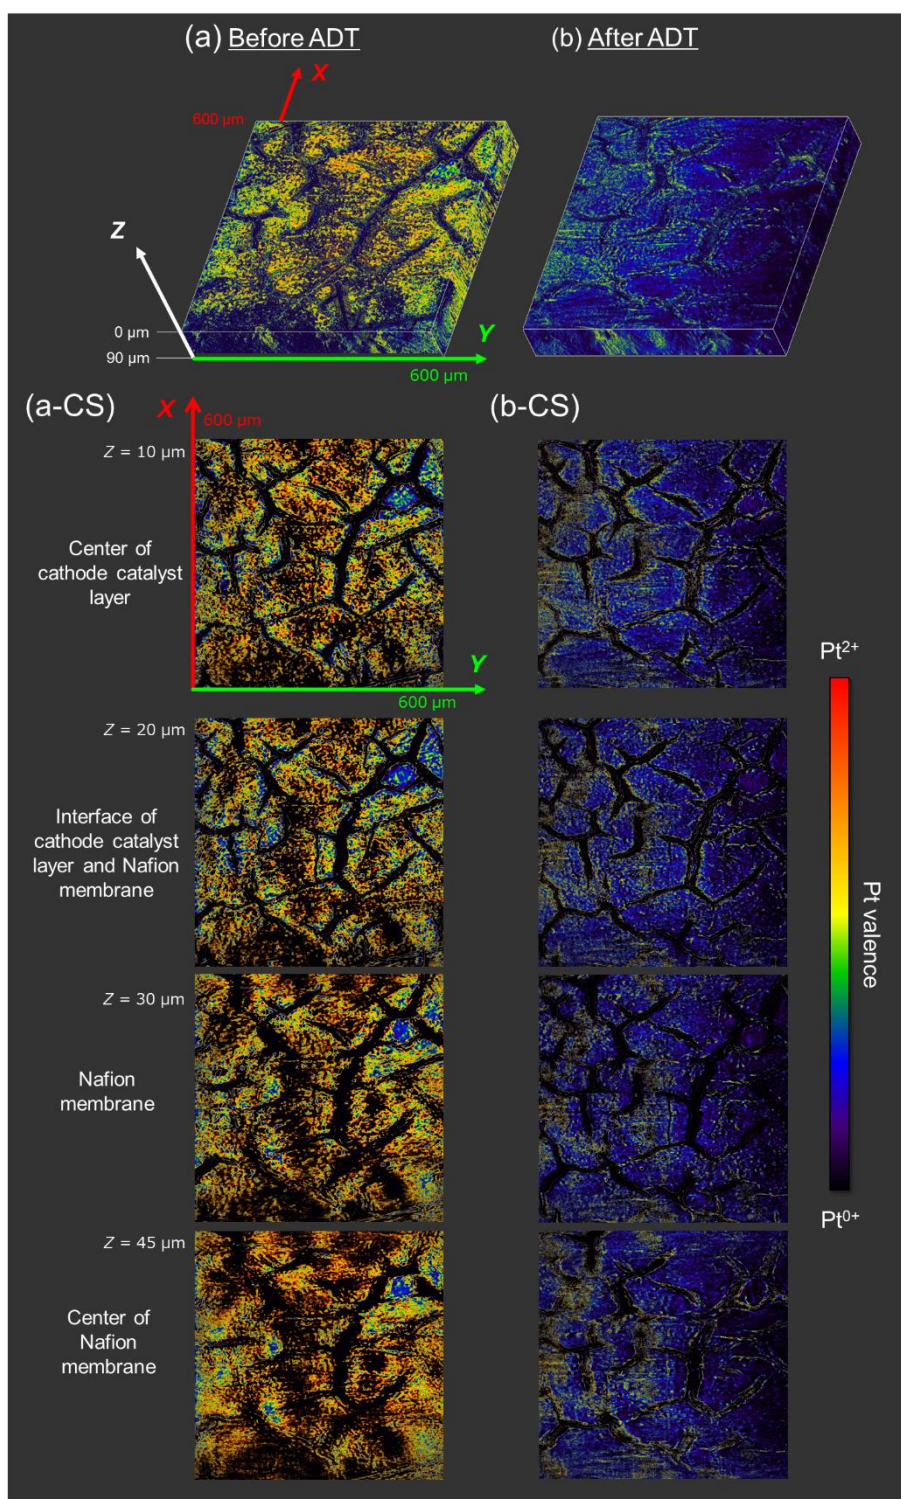 (a) Before ADT
(b) After ADT
X
600 μm
Z
0 μm
90 μm
Y
600 μm
(a-CS)
X
600 μm
(b-CS)
Z = 10 μm
Center of
cathode catalyst
layer
Y
600 μm
Z = 20 μm
Interface of
cathode catalyst
layer and Nafion
membrane
Z = 30 μm
Nafion
membrane
Z = 45 μm
Center of
Nafion
membrane
Pt²⁺
Pt valence
Pt⁰⁺